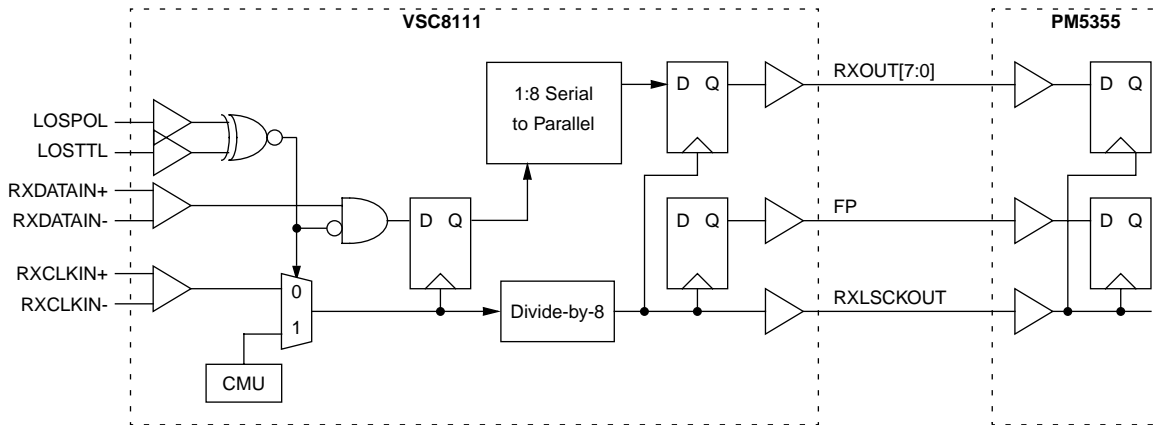 VSC8111
PM5355
LOSPOL
LOSTTL
RXDATAIN+
RXDATAIN-
RXCLKIN+
RXCLKIN-
1:8 Serial
to Parallel
D Q
RXOUT[7:0]
D Q
D Q
D Q
FP
D Q
0
1
CMU
Divide-by-8
RXLSCKOUT